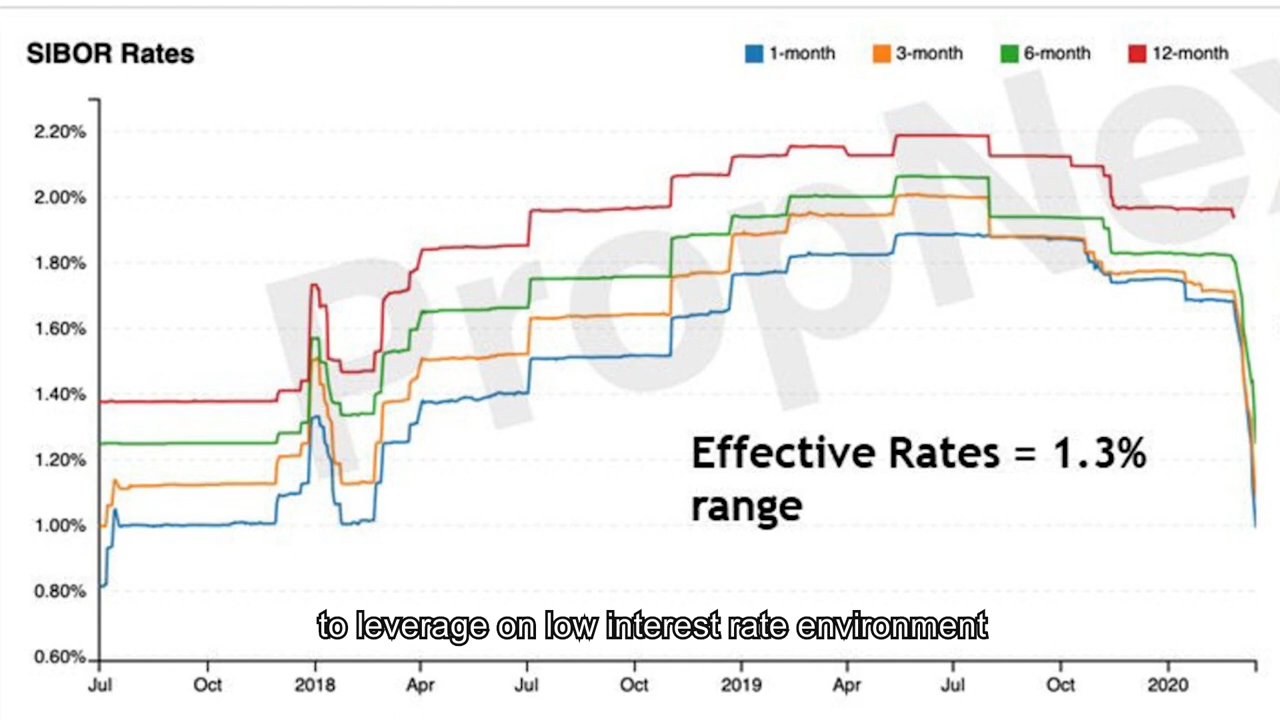 SIBOR Rates
1-month
3-month
6-month
12-month
2.20%
2.00%
1.80%
1.60%
1.40%
1.20%
1.00%
0.80%
0.60%
PropNex
Effective Rates = 1.3%
range
to leverage on low interest rate environment
Jul
Oct
2018
Apr
Jul
Oct
2019
Apr
Jul
Oct
2020